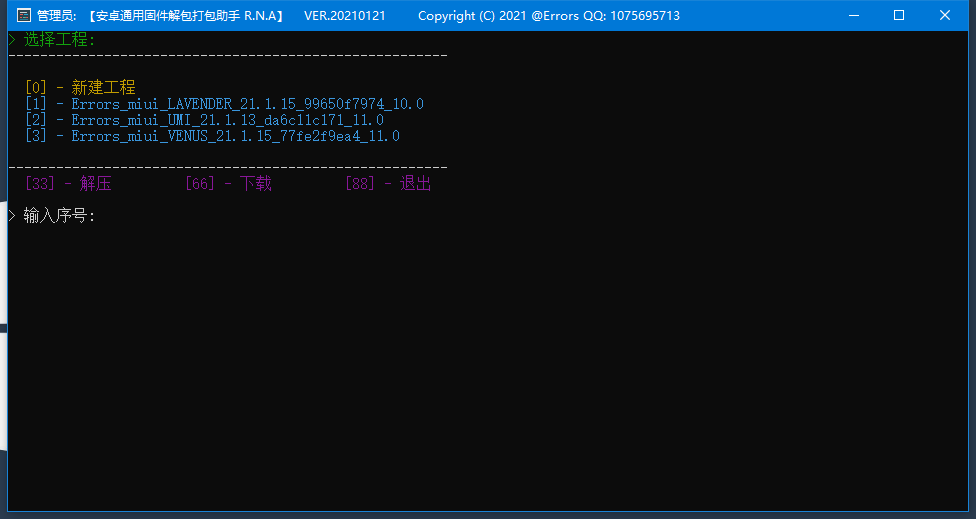 管理员: 【安卓通用固件解包打包助手 R.N.A】 VER.20210121 Copyright (C) 2021 @Errors QQ: 1075695713
> 选择工程:
-------------------------------------------------------
[0] - 新建工程
[1] - Errors_miui_LAVENDER_21.1.15_99650f7974_10.0
[2] - Errors_miui_UMI_21.1.13_da6c11c171_11.0
[3] - Errors_miui_VENUS_21.1.15_77fe2f9ea4_11.0
-------------------------------------------------------
[33] - 解压 [66] - 下载 [88] - 退出
> 输入序号: